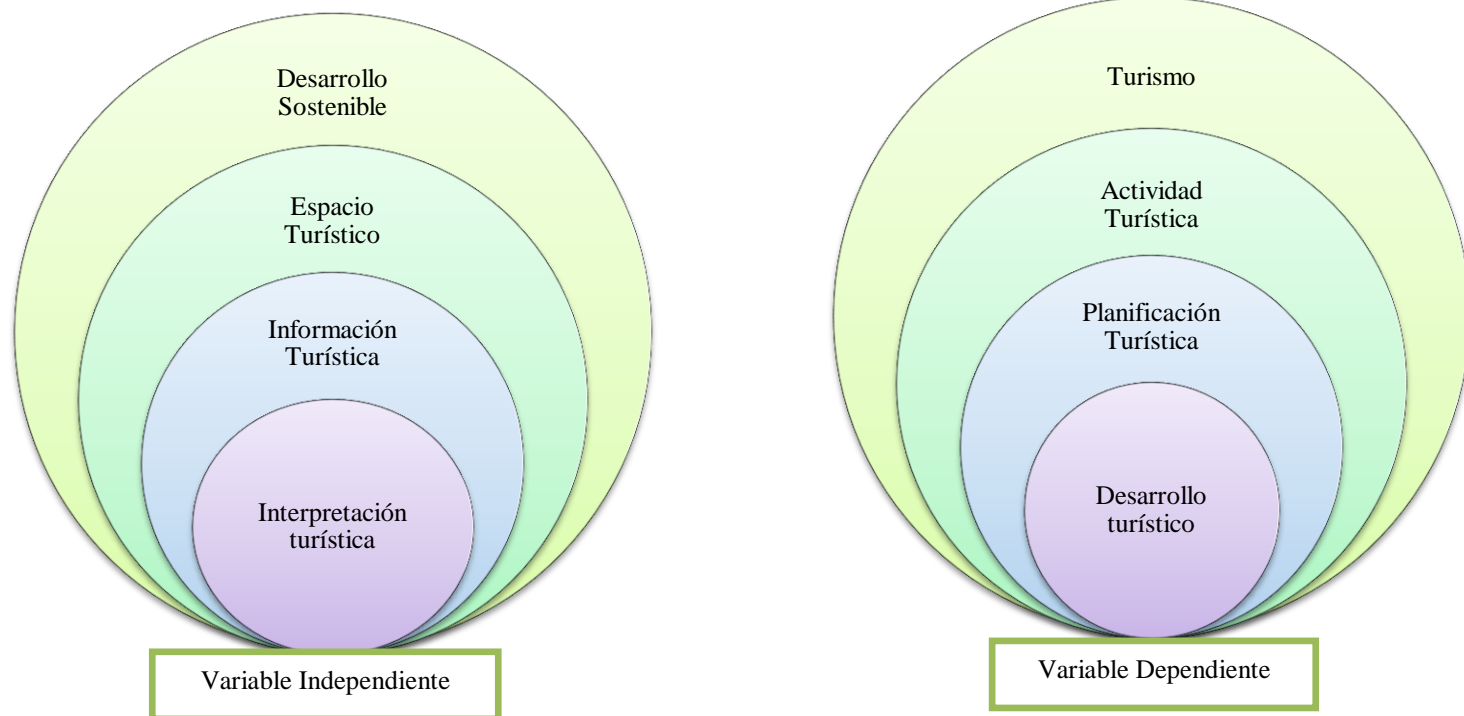 Desarrollo
Sostenible
Espacio
Turístico
Información
Turística
Interpretación
turística
Variable Independiente
Turismo
Actividad
Turística
Planificación
Turística
Desarrollo
turístico
Variable Dependiente